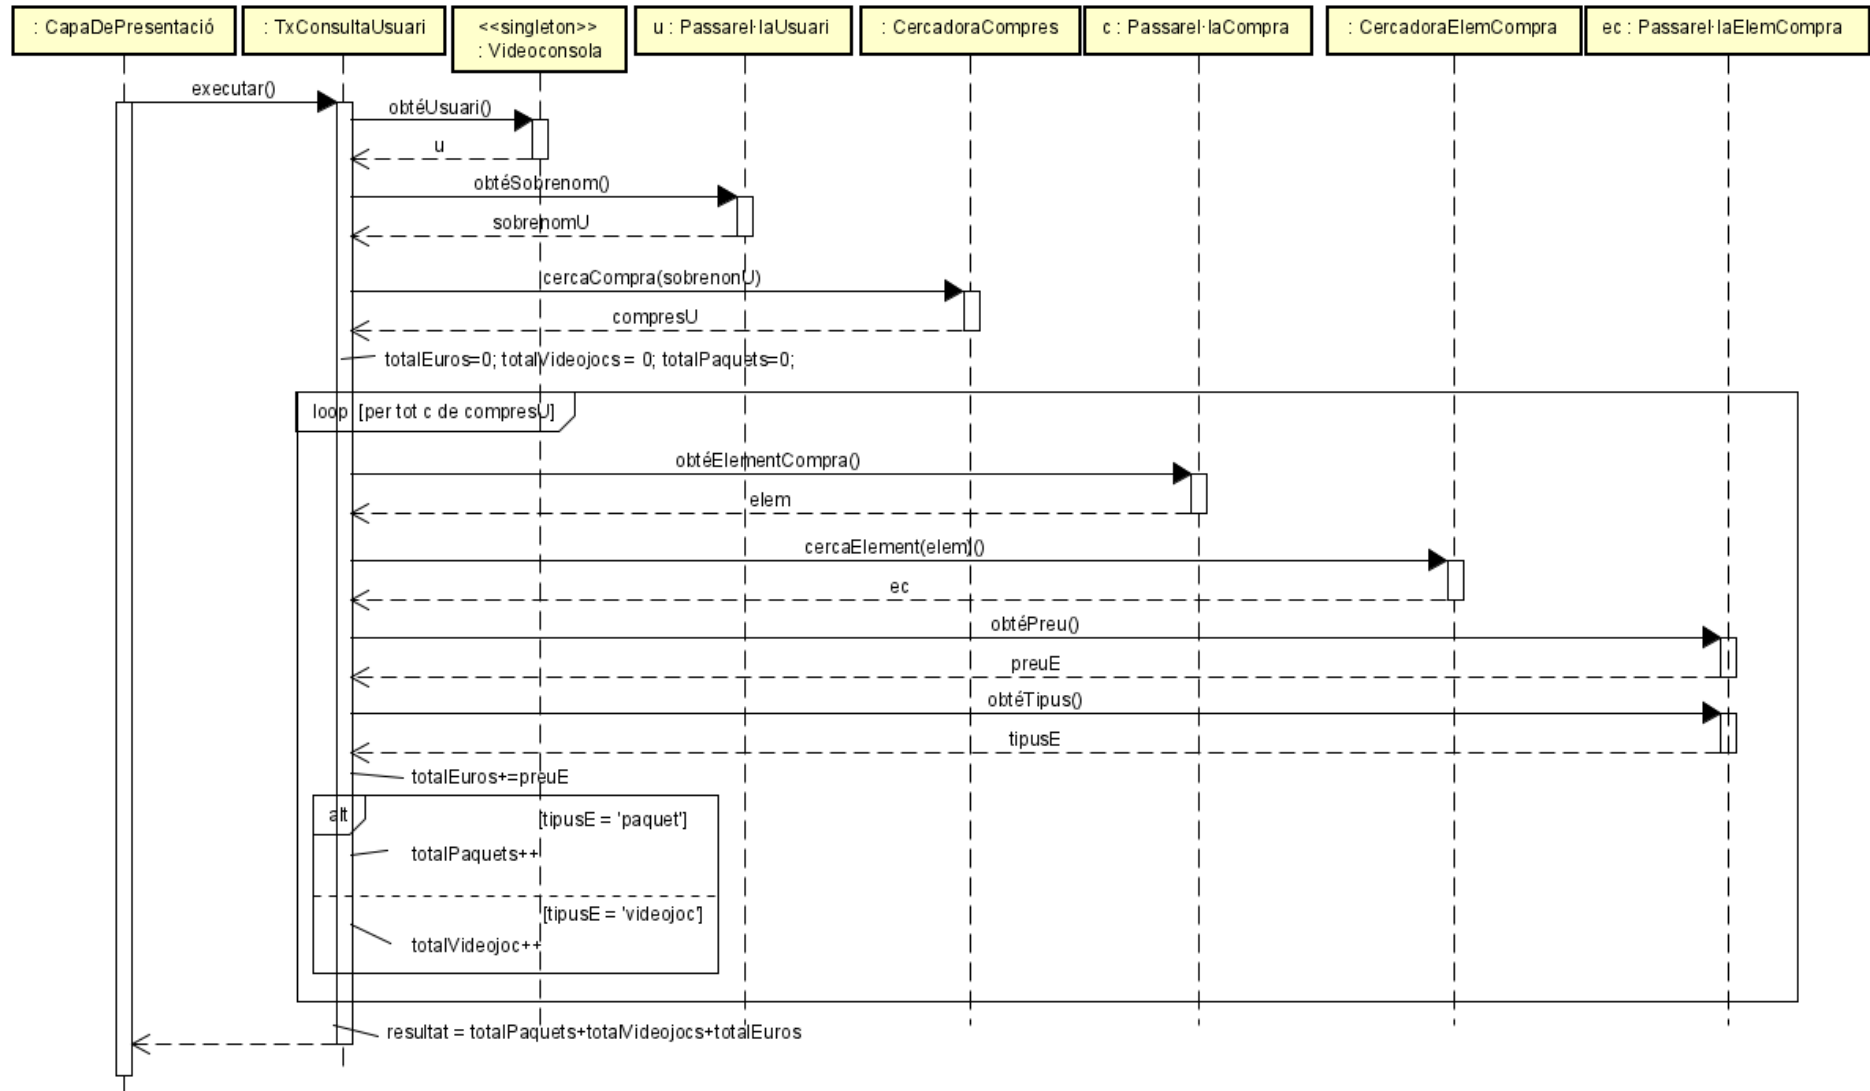 : CapaDePresentació
: TxConsultaUsuari
<<singleton>>
: Videoconsola
u : Passarel·laUsuari
: CercadoraCompres
c : Passarel·laCompra
: CercadoraElemCompra
ec : Passarel·laElemCompra
executar()
obtéUsuari()
u
obtéSobrenom()
sobrenomU
cercaCompra(sobrenonU)
compresU
totalEuros=0; totalVideojocs = 0; totalPaquets=0;
loop [per tot c de compresU]
obtéElementCompra()
elem
cercaElement(elem)()
ec
obtéPreu()
preuE
obtéTipus()
tipusE
totalEuros+=preuE
alt
[tipusE = 'paquet']
totalPaquets++
[tipusE = 'videojoc']
totalVideojoc++
resultat = totalPaquets+totalVideojocs+totalEuros